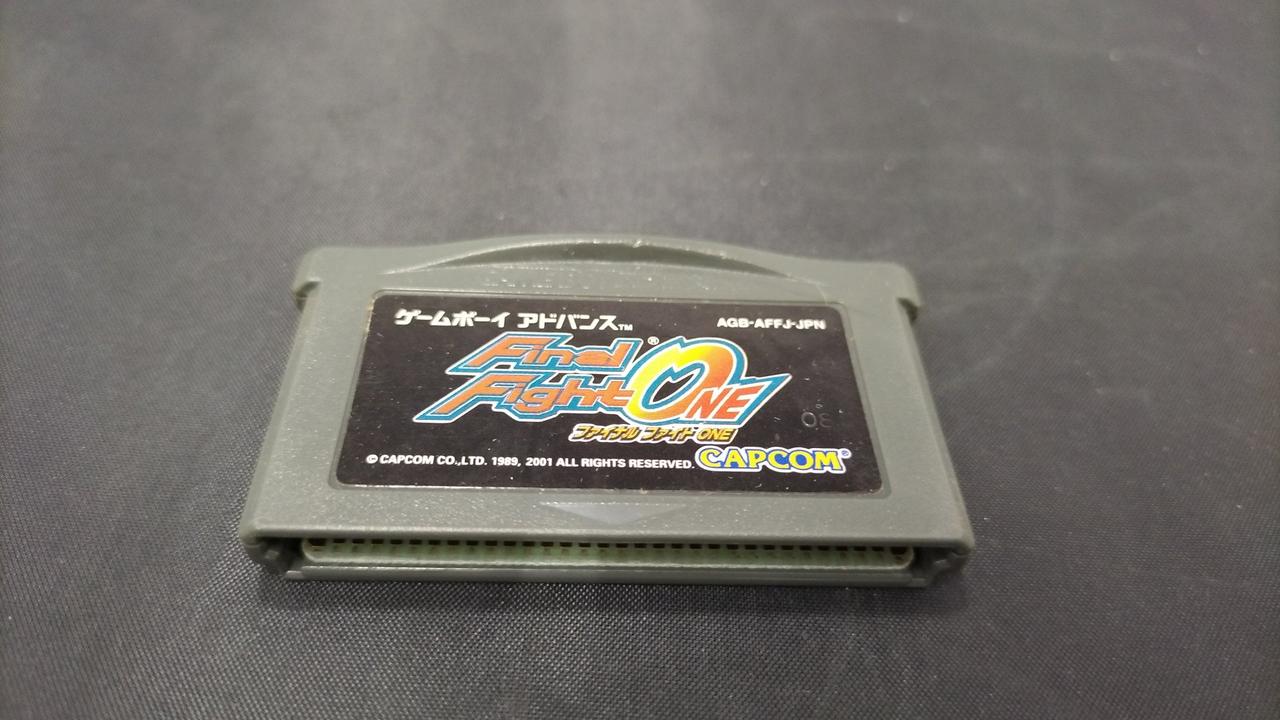 ゲームボーイ アドバンス™ AGB-AFFJ-JPN
Final®
Fight ONE
ファイナル ファイト ONE
© CAPCOM CO.,LTD. 1989, 2001 ALL RIGHTS RESERVED. CAPCOM®